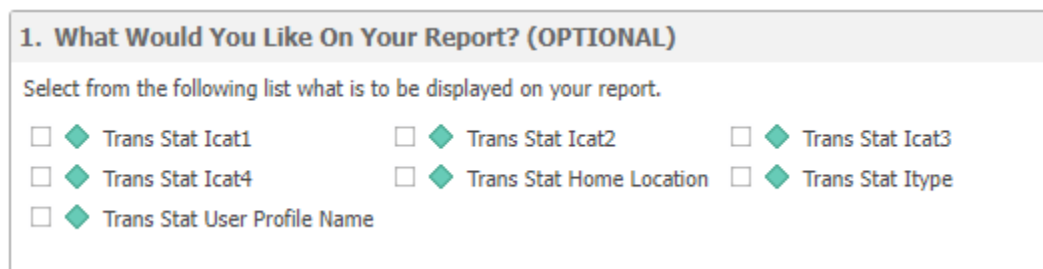 1. What Would You Like On Your Report? (OPTIONAL)
Select from the following list what is to be displayed on your report.
Trans Stat Icat1 Trans Stat Icat2 Trans Stat Icat3
Trans Stat Icat4 Trans Stat Home Location Trans Stat Itype
Trans Stat User Profile Name